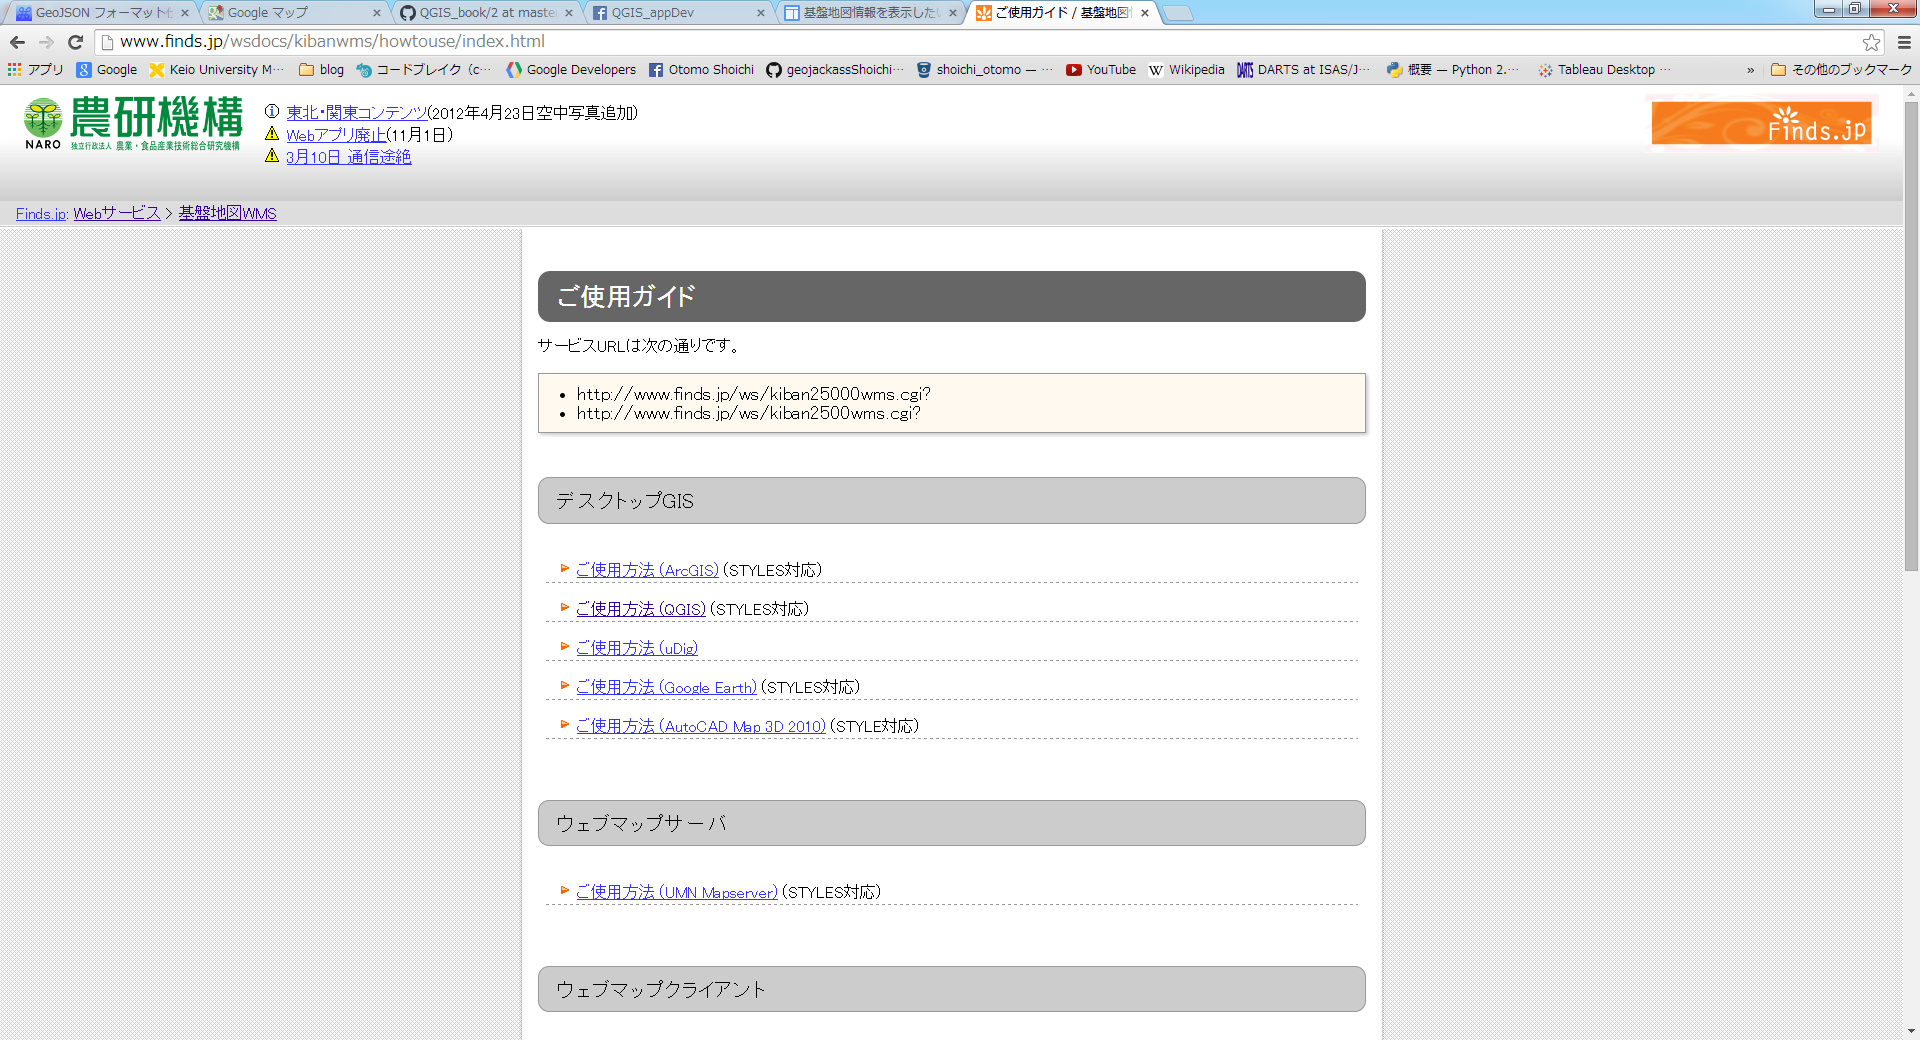 GeoJSON フォーマット
Google マップ
QGIS_book/2 at maste
QGIS_appDev
基盤地図情報を表示した
ご使用ガイド / 基盤地図
www.finds.jp/wsdocs/kibanwms/howtouse/index.html
アプリ
Google
Keio University M…
blog
コードブレイク (c…
Google Developers
Otomo Shoichi
geojackassShoichi…
shoichi_otomo — …
YouTube
Wikipedia
DARTS at ISAS/J…
概要 — Python 2.…
Tableau Desktop …
»
その他のブックマーク
NARO
農研機構
独立行政法人 農業・食品産業技術総合研究機構
東北・関東コンテンツ(2012年4月23日空中写真追加)
Webアプリ廃止(11月1日)
3月10日 通信途絶
Finds.jp
Finds.jp: Webサービス > 基盤地図WMS
ご使用ガイド
サービスURLは次の通りです。
• http://www.finds.jp/ws/kiban25000wms.cgi?
• http://www.finds.jp/ws/kiban2500wms.cgi?
デスクトップGIS
ご使用方法 (ArcGIS) (STYLES対応)
ご使用方法 (QGIS) (STYLES対応)
ご使用方法 (uDig)
ご使用方法 (Google Earth) (STYLES対応)
ご使用方法 (AutoCAD Map 3D 2010) (STYLE対応)
ウェブマップサーバ
ご使用方法 (UMN Mapserver) (STYLES対応)
ウェブマップクライアント